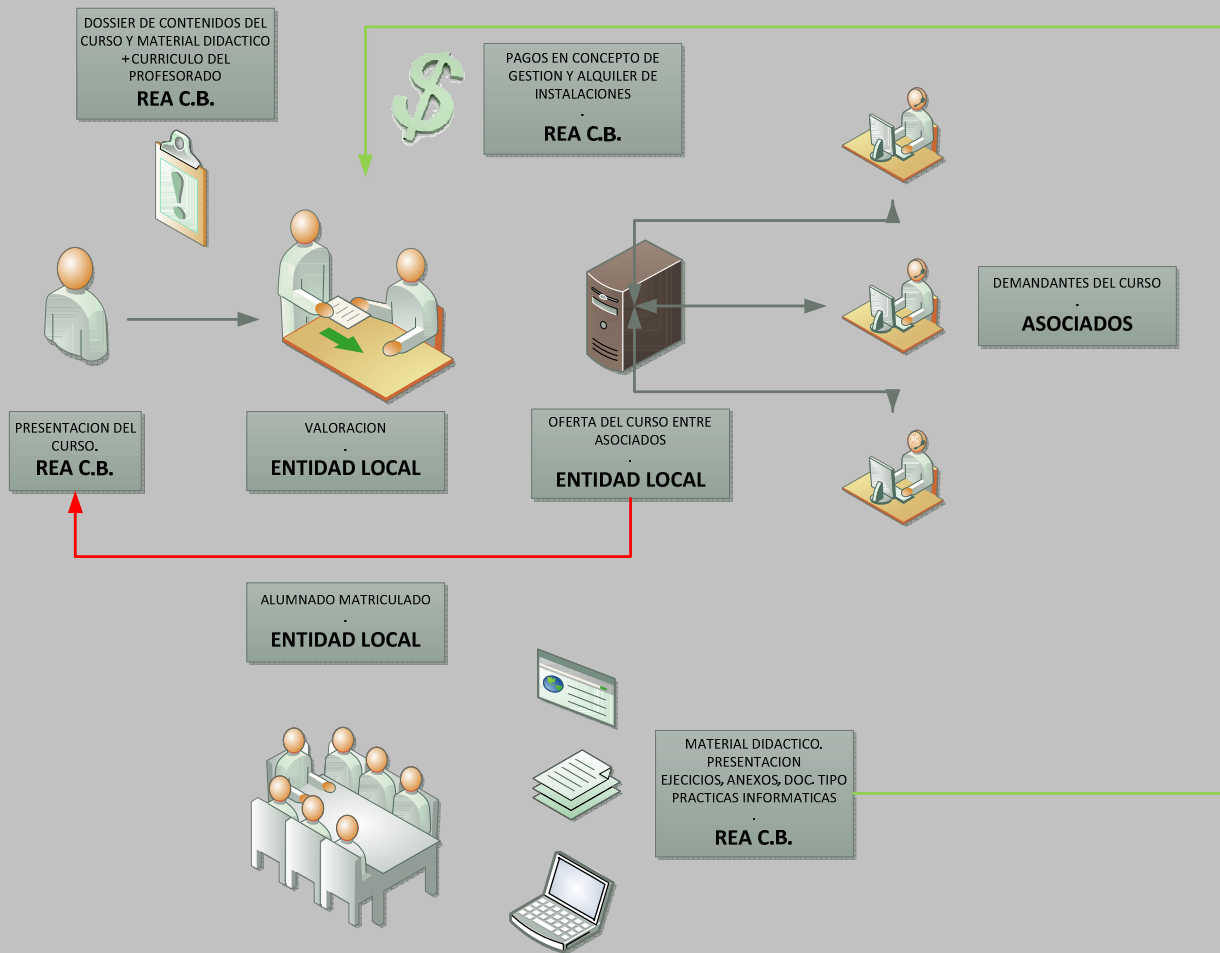 DOSSIER DE CONTENIDOS DEL
CURSO Y MATERIAL DIDACTICO
+CURRICULO DEL
PROFESORADO
REA C.B.
PAGOS EN CONCEPTO DE
GESTION Y ALQUILER DE
INSTALACIONES
.
REA C.B.
DEMANDANTES DEL CURSO
.
ASOCIADOS
PRESENTACION DEL
CURSO.
REA C.B.
VALORACION
.
ENTIDAD LOCAL
OFERTA DEL CURSO ENTRE
ASOCIADOS
.
ENTIDAD LOCAL
ALUMNADO MATRICULADO
.
ENTIDAD LOCAL
MATERIAL DIDACTICO.
PRESENTACION
EJECICIOS, ANEXOS, DOC. TIPO
PRACTICAS INFORMATICAS
.
REA C.B.